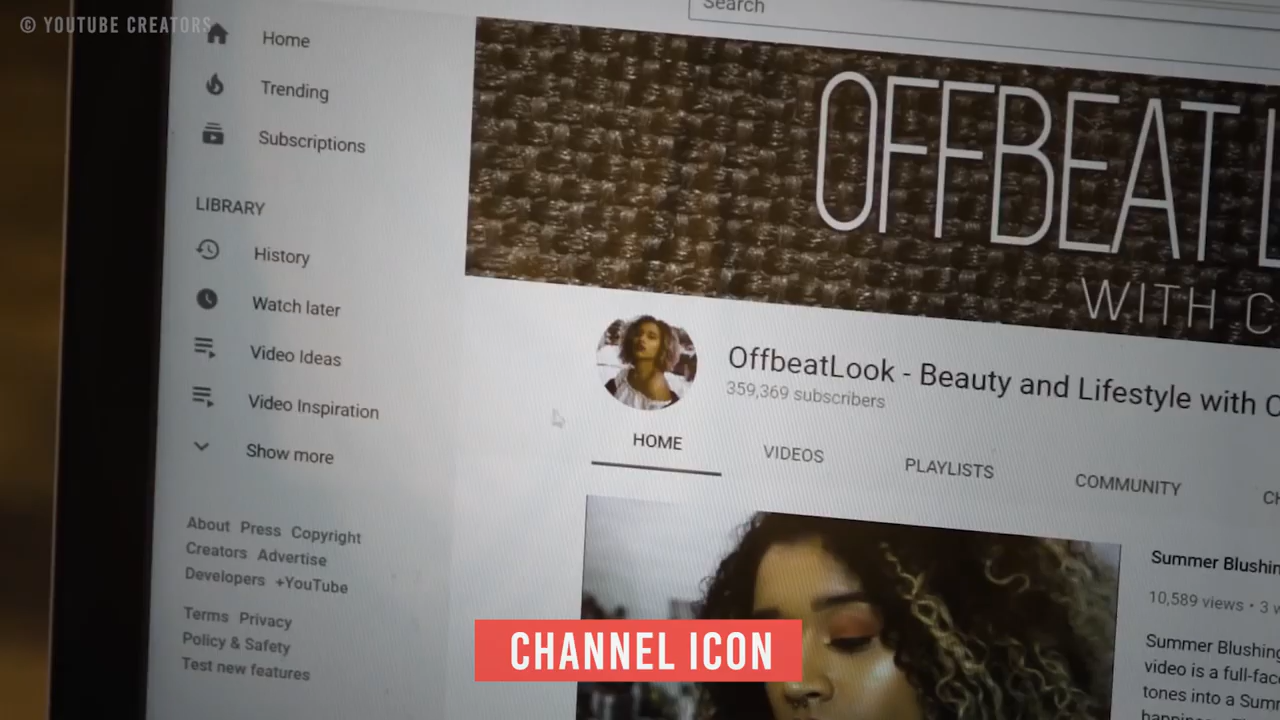 © YOUTUBE CREATORS
Search
Home
Trending
Subscriptions
LIBRARY
History
Watch later
Video Ideas
Video Inspiration
Show more
About Press Copyright
Creators Advertise
Developers +YouTube
Terms Privacy
Policy & Safety
Test new features
OFFBEAT
WITH
OffbeatLook - Beauty and Lifestyle with
359,369 subscribers
HOME VIDEOS PLAYLISTS COMMUNITY
Summer Blushin
10,589 views • 3
Summer Blushing
video is a full-face
tones into a Sum
CHANNEL ICON